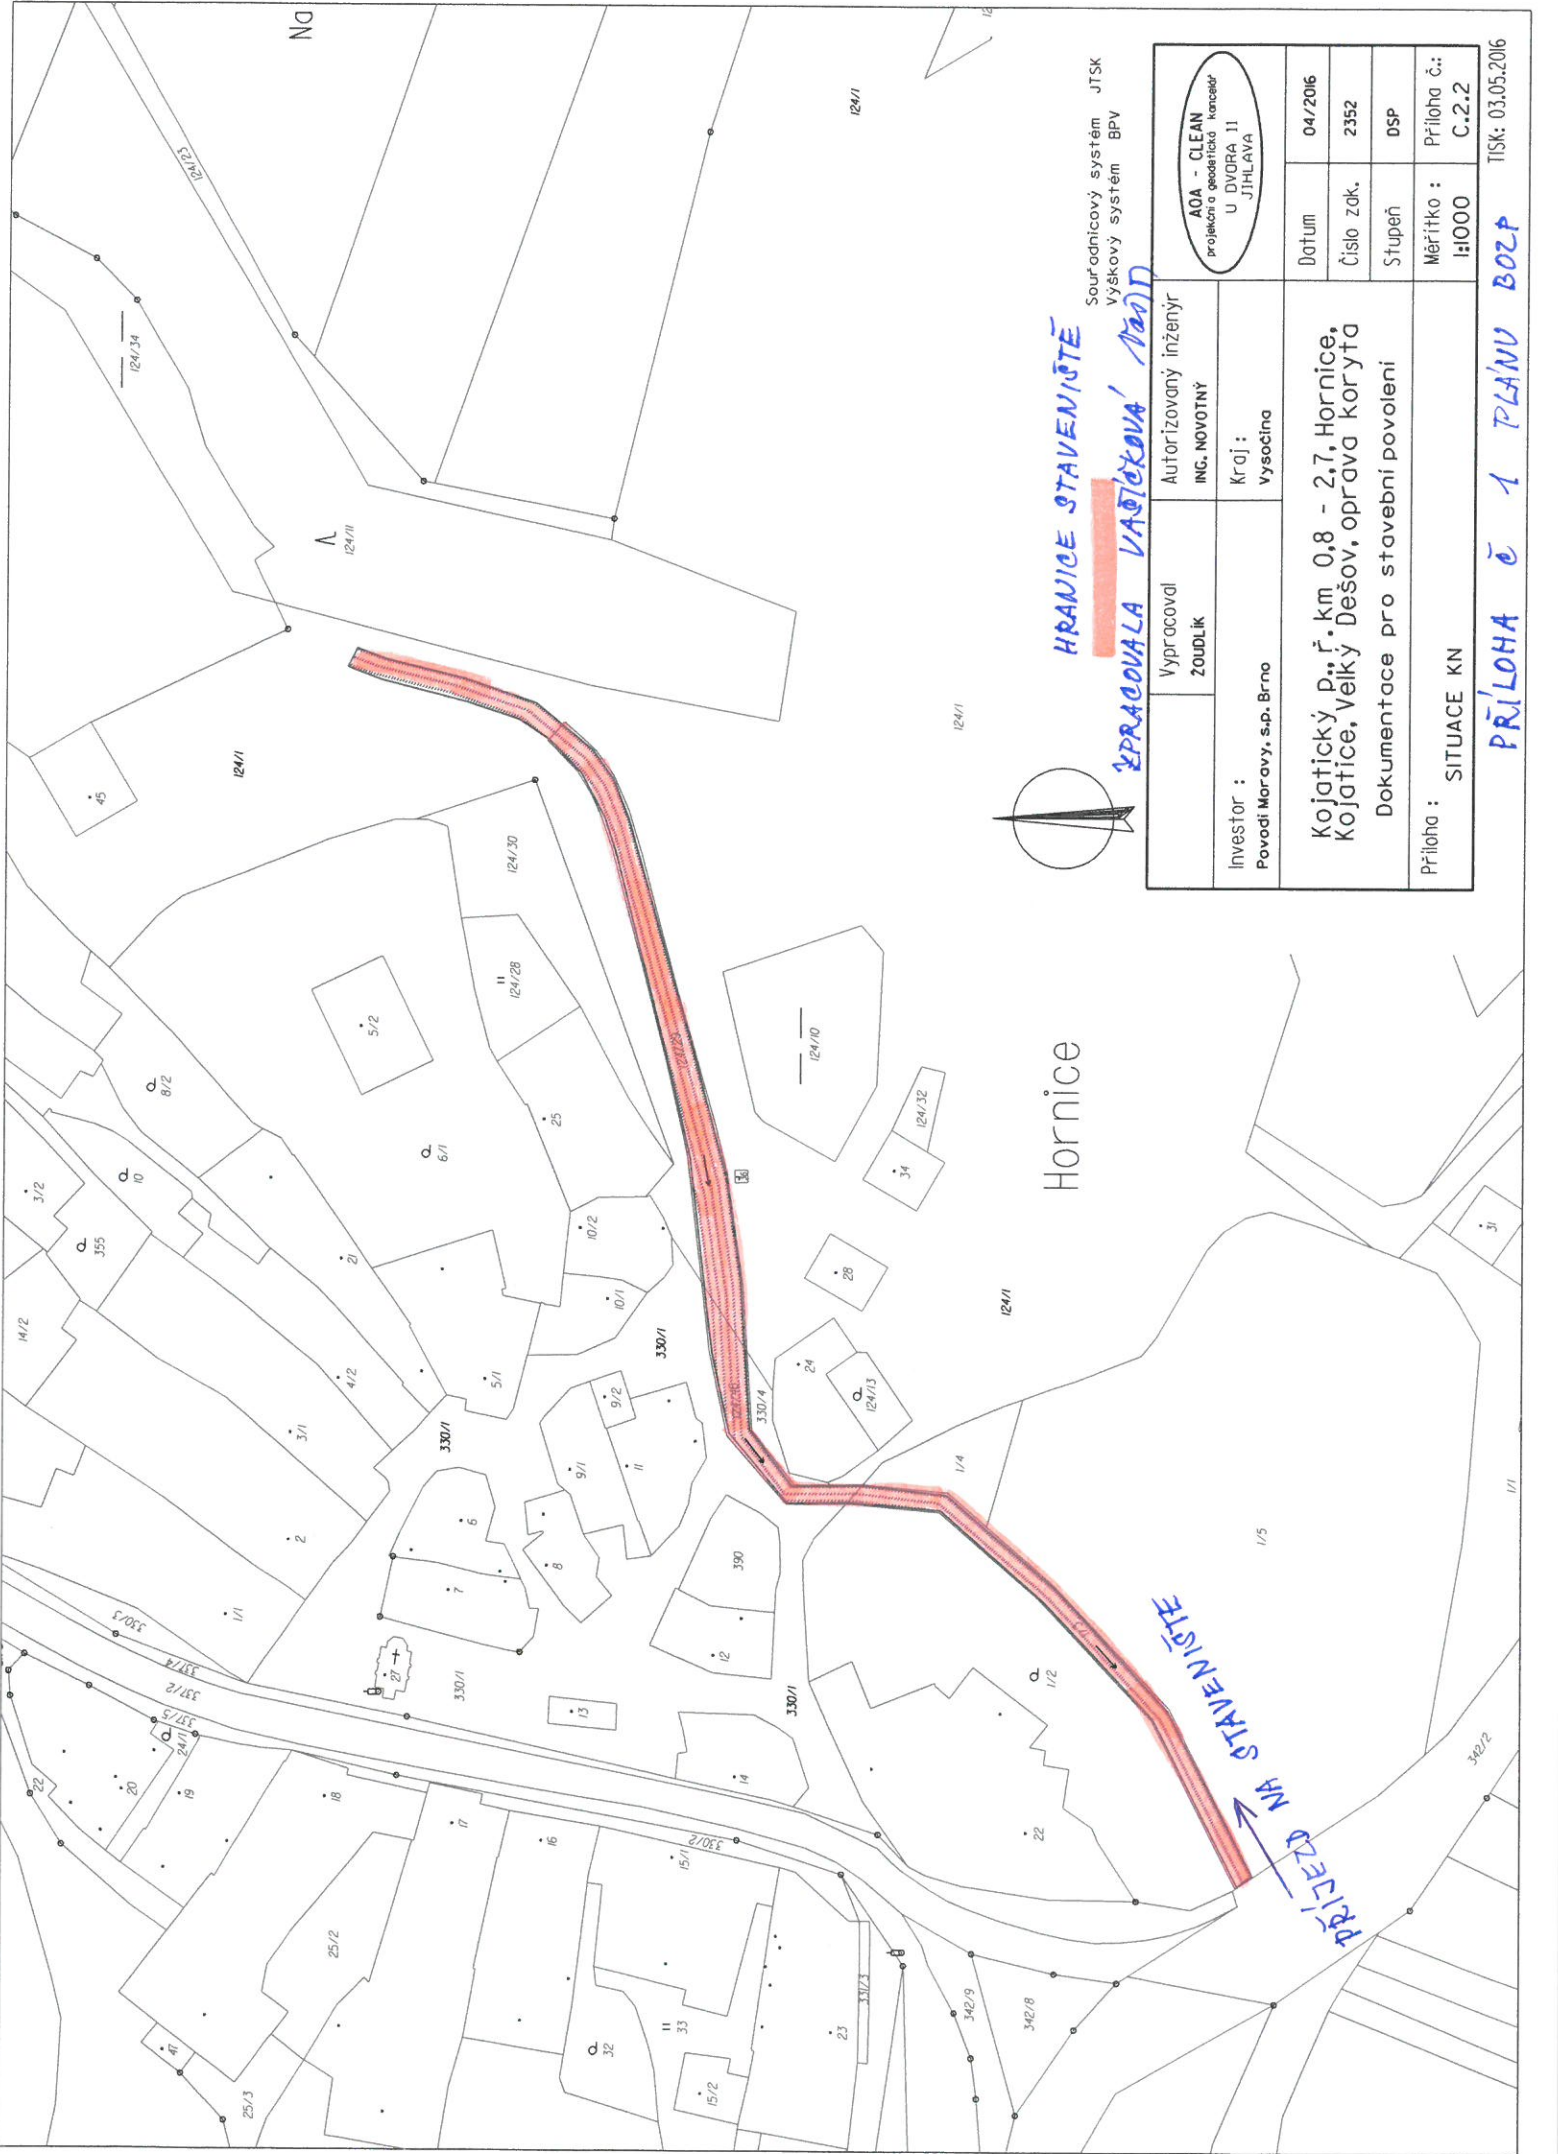 Na
124/23
124/34
124/11
124/1
45
124/1
124/30
124/28
5/2
8/2
6/1
25
10
3/2
355
14/2
21
10/2
10/1
4/2
5/1
330/1
3/1
330/1
9/2
9/1
11
6
7
8
2
1/1
330/3
337/4
337/2
337/5
24/1
22
20
19
18
17
16
27
330/1
13
12
390
330/1
14
15/1
330/2
25/2
47
25/3
32
33
15/2
23
331/3
342/9
342/8
342/2
22
1/2
1/3
1/4
1/5
1/1
31
124/1
28
24
124/13
330/4
34
124/32
124/10
124/1
36
Hornice
PŘÍJEZD NA STAVENIŠTĚ
HRANICE STAVENIŠTĚ
ZPRACOVALA VAŠÍČKOVÁ
Souřadnicový systém JTSK
Výškový systém BPV
Vypracoval
ZOUDLÍK
Autorizovaný inženýr
ING. NOVOTNÝ
AQA - CLEAN
projekční a geodetická kancelář
U DVORA 11
JIHLAVA
Investor :
Povodí Moravy, s.p. Brno
Kraj :
Vysočina
Kojatický p., ř. km 0,8 - 2,7, Hornice,
Kojatice, Velký Dešov, oprava koryta
Dokumentace pro stavební povolení
Datum 04/2016
Číslo zak. 2352
Stupeň DSP
Příloha :
SITUACE KN
Měřítko :
1:1000
Příloha č.:
C.2.2
TISK: 03.05.2016
PŘÍLOHA č 1 PLÁNU BOZP